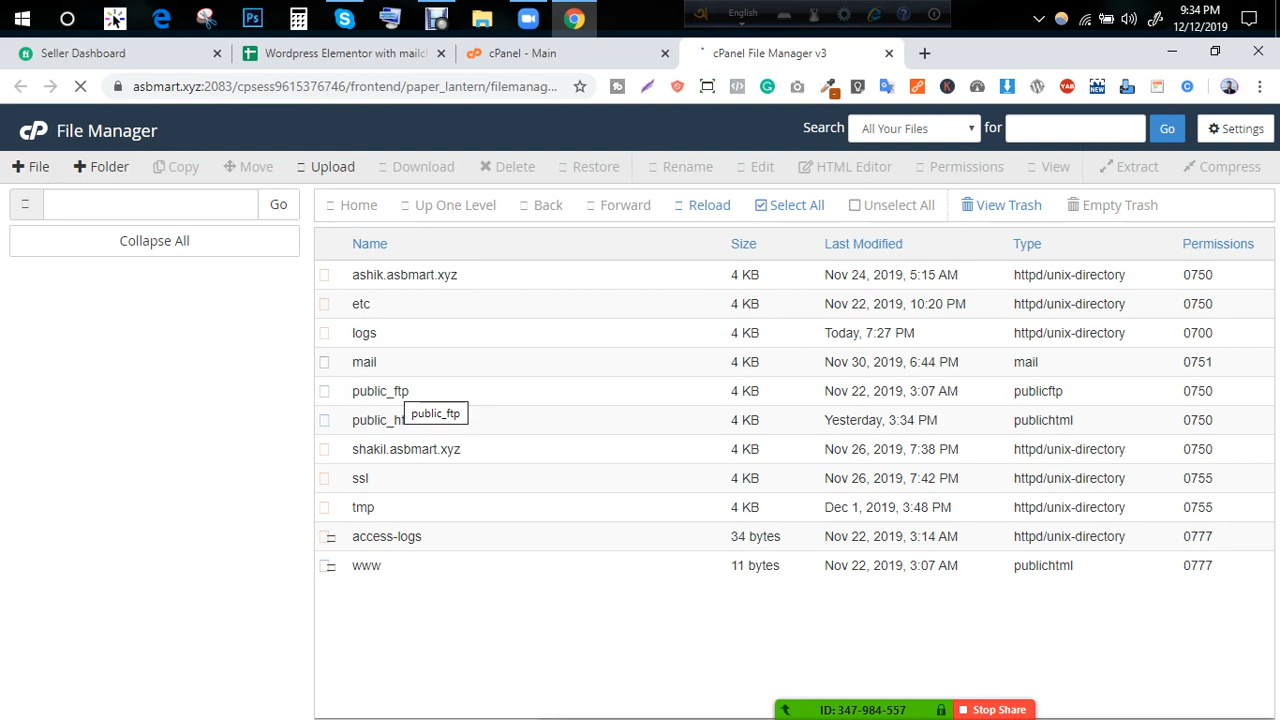 English
9:34 PM
12/12/2019
Seller Dashboard
Wordpress Elementor with mailch
cPanel - Main
cPanel File Manager v3
asbmart.xyz:2083/cpsess9615376746/frontend/paper_lantern/filemanag...
cP File Manager
Search All Your Files for Go Settings
File Folder Copy Move Upload Download Delete Restore Rename Edit HTML Editor Permissions View Extract Compress
Go Home Up One Level Back Forward Reload Select All Unselect All View Trash Empty Trash
Collapse All
Name Size Last Modified Type Permissions
ashik.asbmart.xyz 4 KB Nov 24, 2019, 5:15 AM httpd/unix-directory 0750
etc 4 KB Nov 22, 2019, 10:20 PM httpd/unix-directory 0750
logs 4 KB Today, 7:27 PM httpd/unix-directory 0700
mail 4 KB Nov 30, 2019, 6:44 PM mail 0751
public_ftp 4 KB Nov 22, 2019, 3:07 AM publicftp 0750
public_ftp
public_ht 4 KB Yesterday, 3:34 PM publichtml 0750
shakil.asbmart.xyz 4 KB Nov 26, 2019, 7:38 PM httpd/unix-directory 0750
ssl 4 KB Nov 26, 2019, 7:42 PM httpd/unix-directory 0755
tmp 4 KB Dec 1, 2019, 3:48 PM httpd/unix-directory 0755
access-logs 34 bytes Nov 22, 2019, 3:14 AM httpd/unix-directory 0777
www 11 bytes Nov 22, 2019, 3:07 AM publichtml 0777
ID: 347-984-557 Stop Share